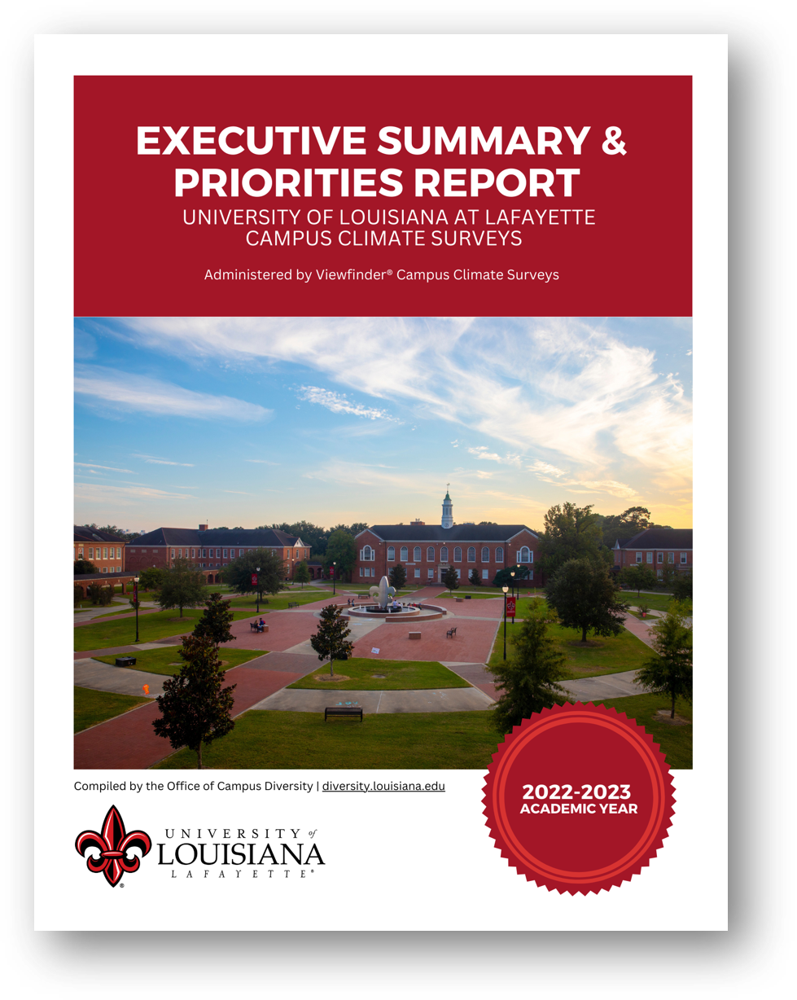 EXECUTIVE SUMMARY &
PRIORITIES REPORT
UNIVERSITY OF LOUISIANA AT LAFAYETTE
CAMPUS CLIMATE SURVEYS
Administered by Viewfinder® Campus Climate Surveys
Compiled by the Office of Campus Diversity | diversity.louisiana.edu
2022-2023
ACADEMIC YEAR
UNIVERSITY of
LOUISIANA
LAFAYETTE®
®